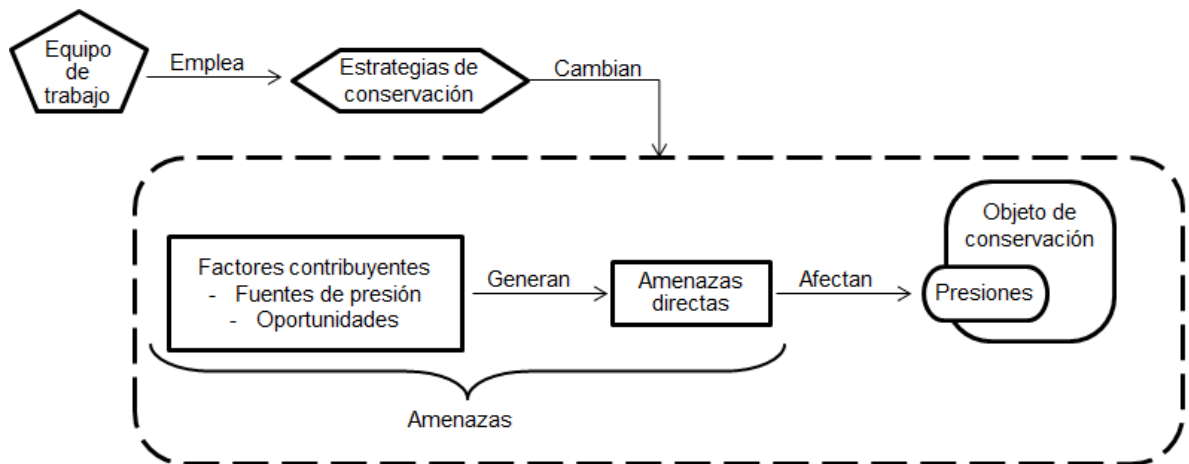 Equipo
de
trabajo
Emplea
Estrategias de
conservación
Cambian
Factores contribuyentes
- Fuentes de presión
- Oportunidades
Generan
Amenazas
directas
Afectan
Objeto de
conservación
Presiones
Amenazas